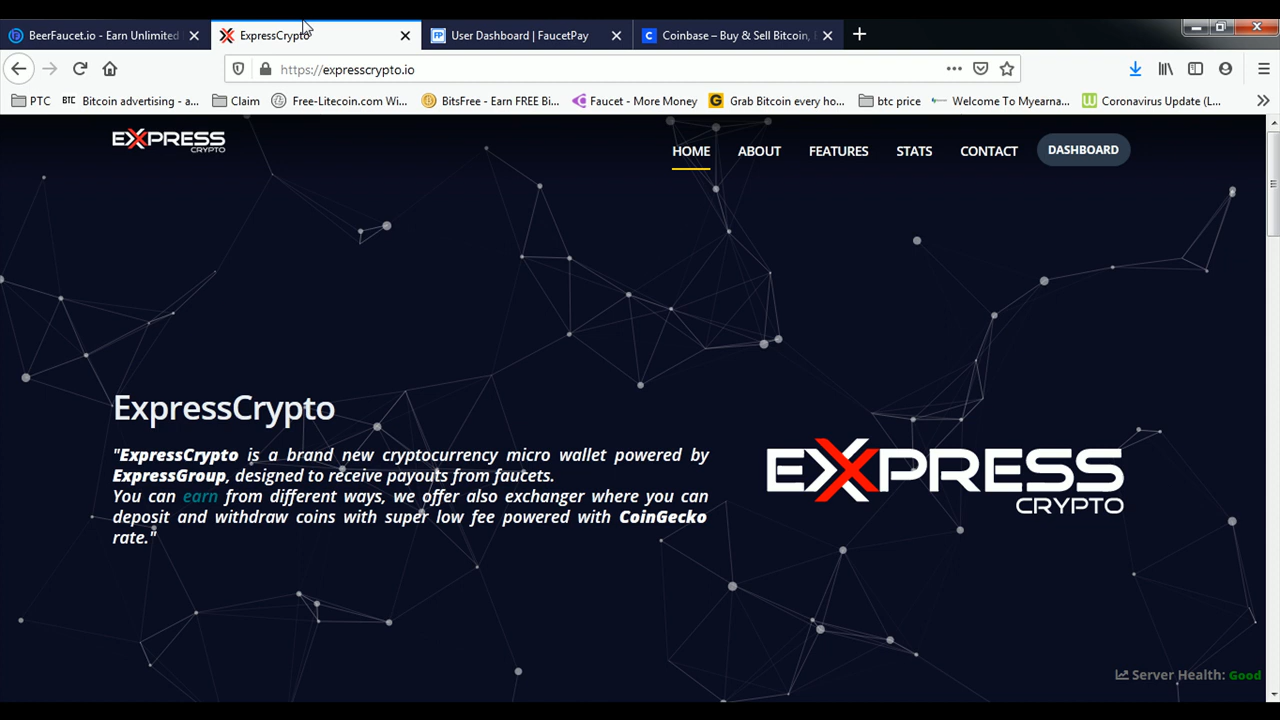 BeerFaucet.io - Earn Unlimited
ExpressCrypto
User Dashboard | FaucetPay
Coinbase – Buy & Sell Bitcoin, E
https://expresscrypto.io
PTC
BTC Bitcoin advertising - a...
Claim
Free-Litecoin.com Wi...
BitsFree - Earn FREE Bi...
Faucet - More Money
Grab Bitcoin every ho...
btc price
Welcome To Myearna...
Coronavirus Update (L...
EXPRESS
CRYPTO
HOME
ABOUT
FEATURES
STATS
CONTACT
DASHBOARD
ExpressCrypto
"ExpressCrypto is a brand new cryptocurrency micro wallet powered by
ExpressGroup, designed to receive payouts from faucets.
You can earn from different ways, we offer also exchanger where you can
deposit and withdraw coins with super low fee powered with CoinGecko
rate."
EXPRESS
CRYPTO
Server Health: Good